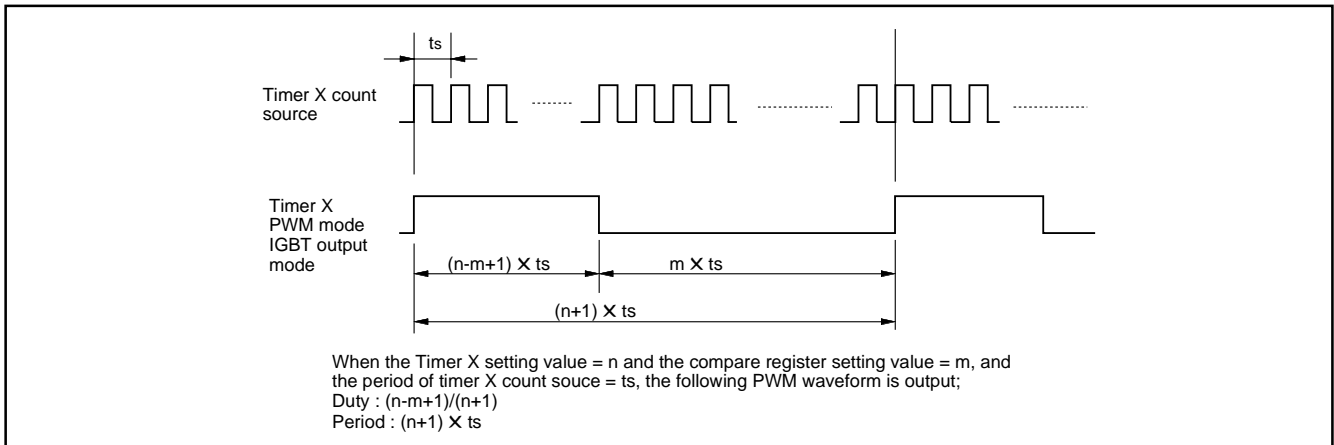 ts
Timer X count
source
Timer X
PWM mode
IGBT output
mode
(n-m+1) X ts
m X ts
(n+1) X ts
When the Timer X setting value = n and the compare register setting value = m, and
the period of timer X count souce = ts, the following PWM waveform is output;
Duty : (n-m+1)/(n+1)
Period : (n+1) X ts